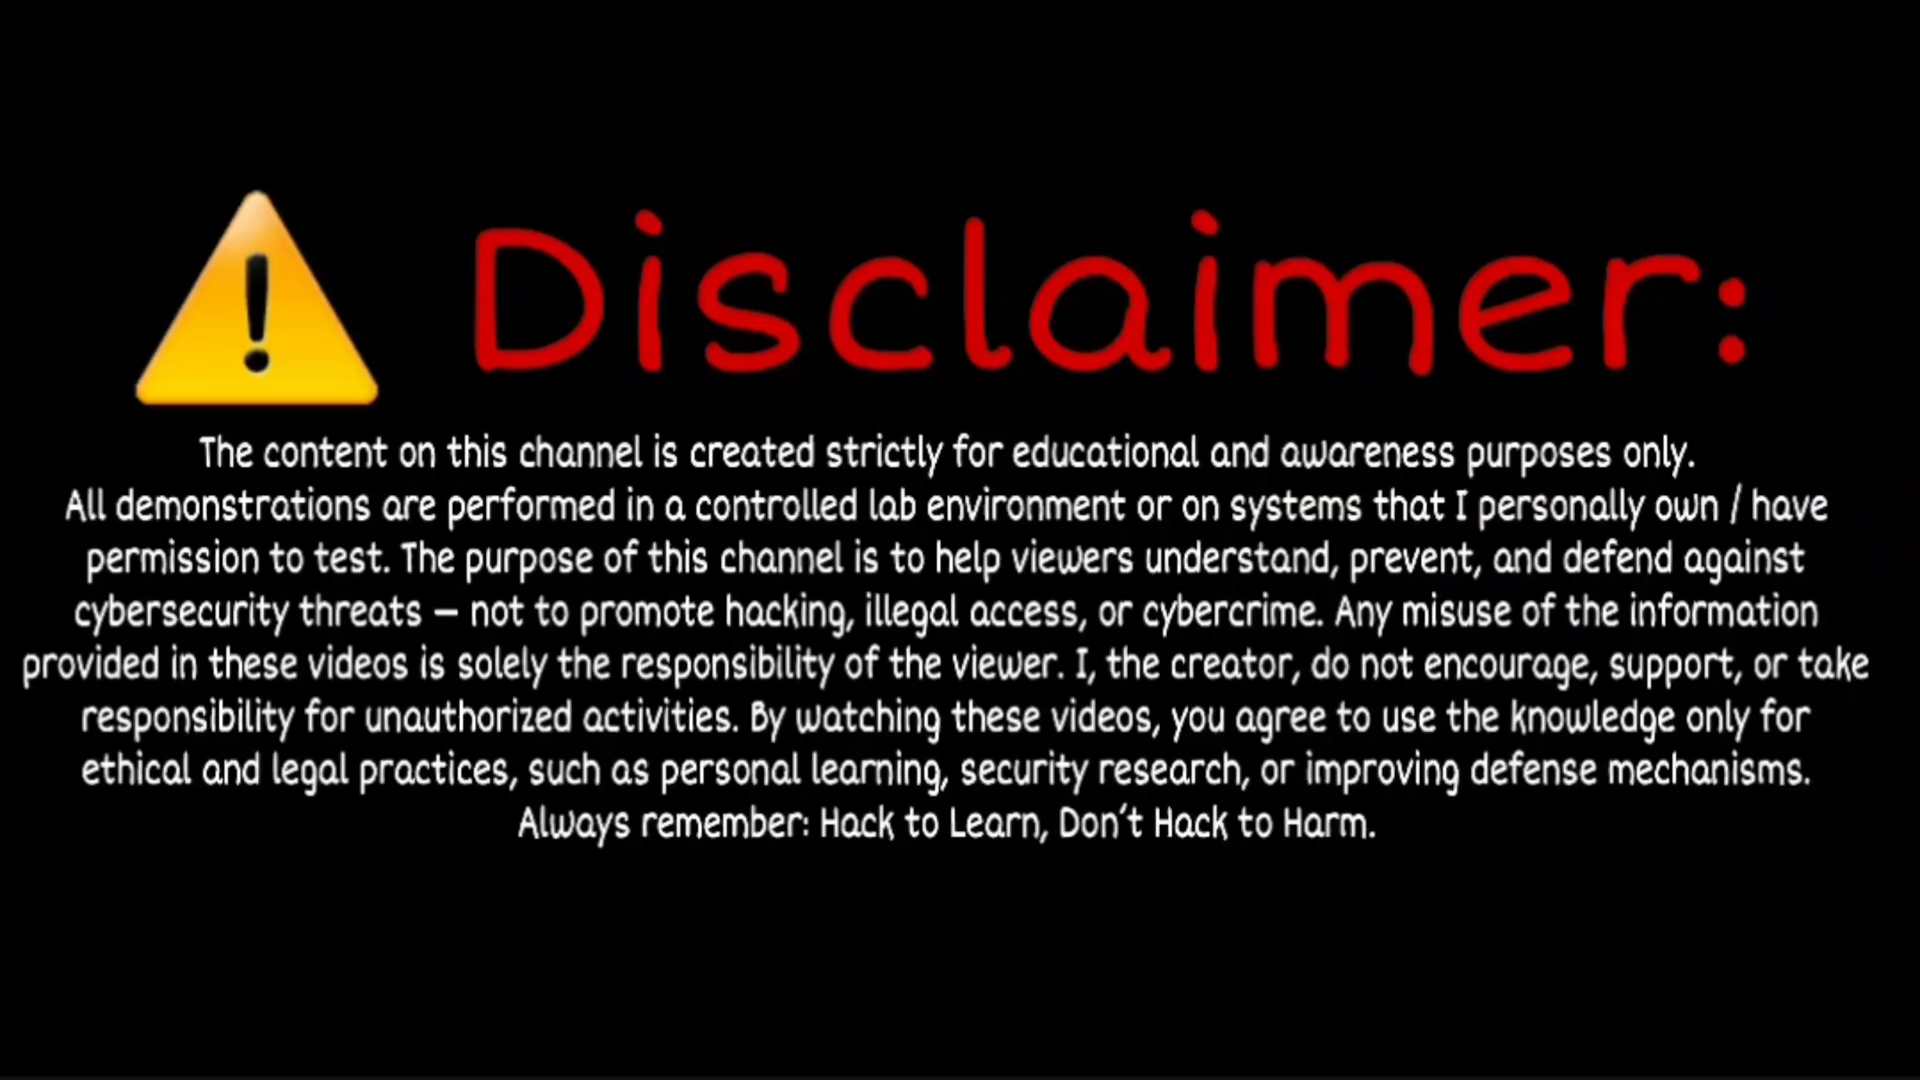 Disclaimer:
The content on this channel is created strictly for educational and awareness purposes only.
All demonstrations are performed in a controlled lab environment or on systems that I personally own / have
permission to test. The purpose of this channel is to help viewers understand, prevent, and defend against
cybersecurity threats – not to promote hacking, illegal access, or cybercrime. Any misuse of the information
provided in these videos is solely the responsibility of the viewer. I, the creator, do not encourage, support, or take
responsibility for unauthorized activities. By watching these videos, you agree to use the knowledge only for
ethical and legal practices, such as personal learning, security research, or improving defense mechanisms.
Always remember: Hack to Learn, Don’t Hack to Harm.